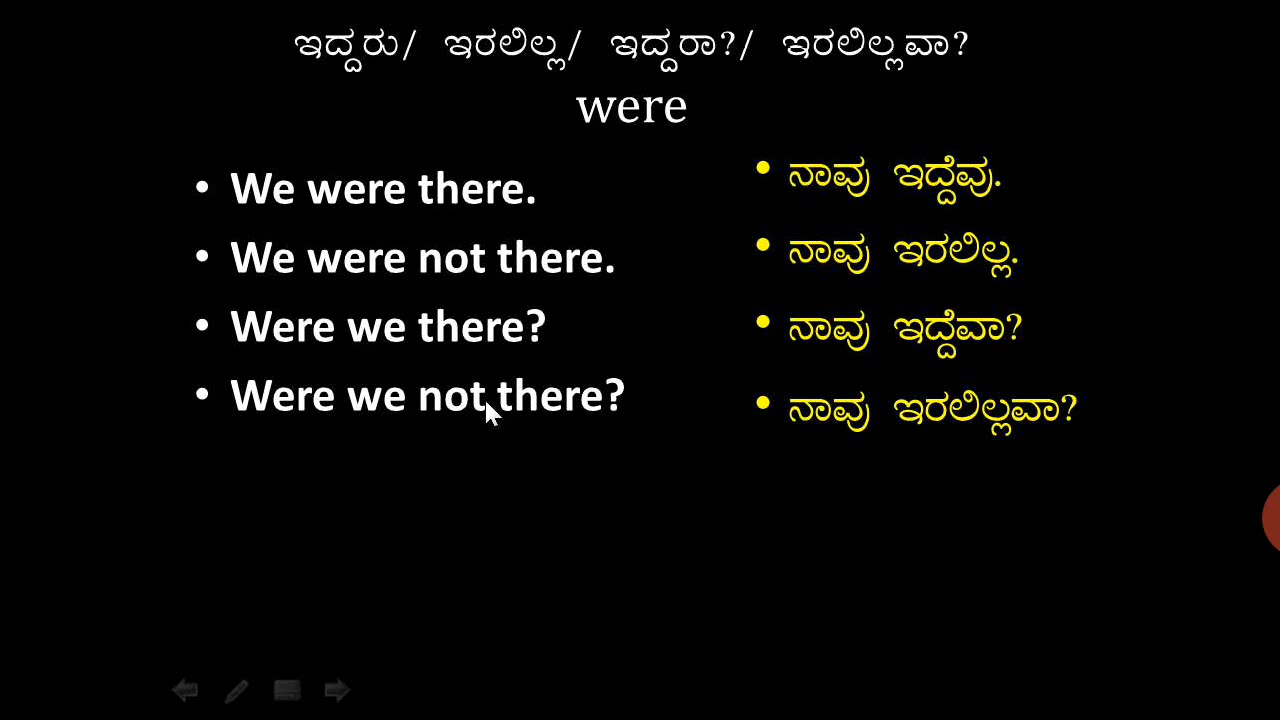 ಇದ್ದರು/ ಇರಲಿಲ್ಲ/ ಇದ್ದರಾ?/ ಇರಲಿಲ್ಲವಾ?
were
• We were there.
• We were not there.
• Were we there?
• Were we not there?
• ನಾವು ಇದ್ದೆವು.
• ನಾವು ಇರಲಿಲ್ಲ.
• ನಾವು ಇದ್ದೆವಾ?
• ನಾವು ಇರಲಿಲ್ಲವಾ?